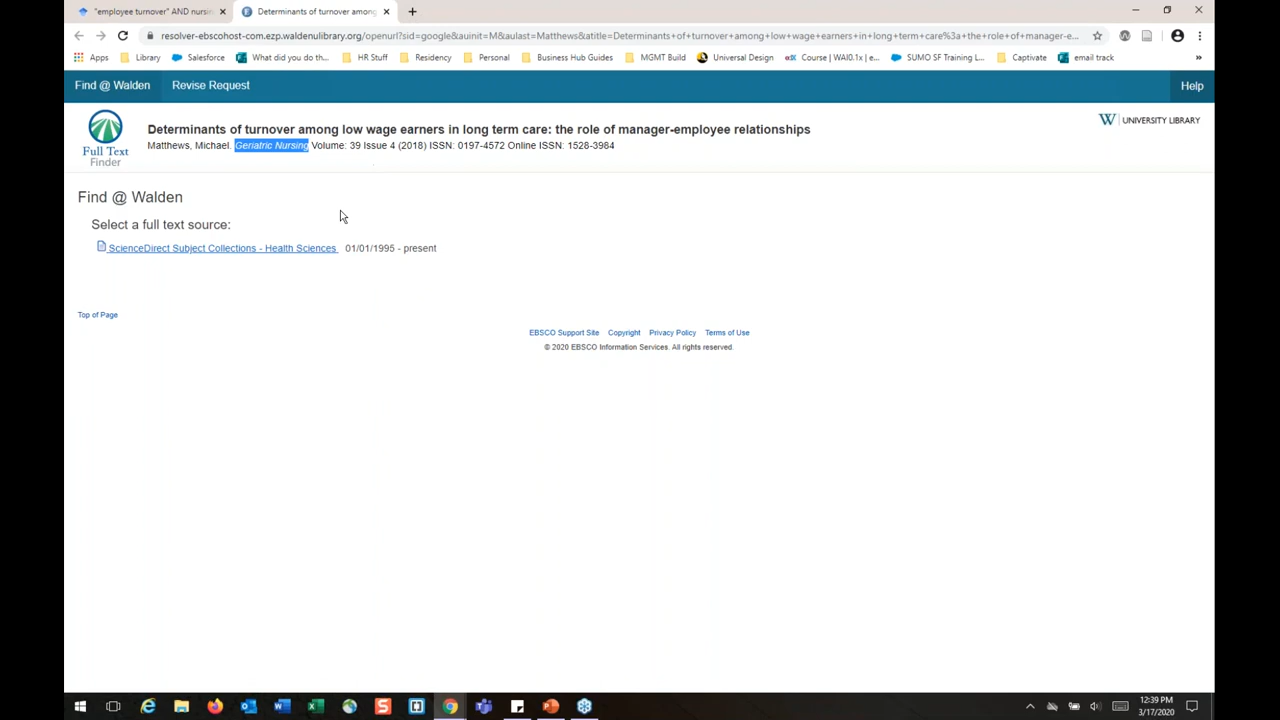 "employee turnover" AND nursin
Determinants of turnover among
resolver-ebscohost-com.ezp.waldenulibrary.org/openurl?sid=google&auinit=M&aulast=Matthews&atitle=Determinants+of+turnover+among+low+wage+earners+in+long+term+care%3a+the+role+of+manager-e...
Apps Library Salesforce What did you do th... HR Stuff Residency Personal Business Hub Guides MGMT Build Universal Design Course | WAI0.1x | e... SUMO SF Training L... Captivate email track »
Find @ Walden Revise Request Help
Determinants of turnover among low wage earners in long term care: the role of manager-employee relationships
Matthews, Michael. Geriatric Nursing Volume: 39 Issue 4 (2018) ISSN: 0197-4572 Online ISSN: 1528-3984
UNIVERSITY LIBRARY
Full Text
Finder
Find @ Walden
Select a full text source:
ScienceDirect Subject Collections - Health Sciences 01/01/1995 - present
Top of Page
EBSCO Support Site Copyright Privacy Policy Terms of Use
© 2020 EBSCO Information Services. All rights reserved.
12:39 PM
3/17/2020